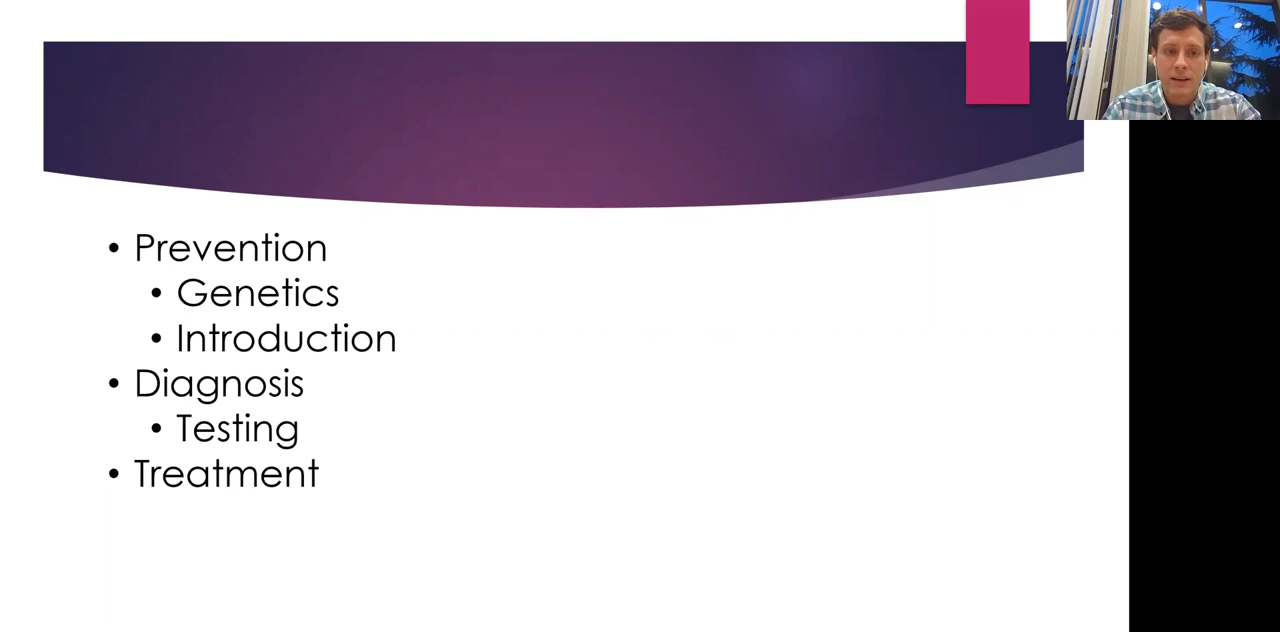 • Prevention
• Genetics
• Introduction
• Diagnosis
• Testing
• Treatment